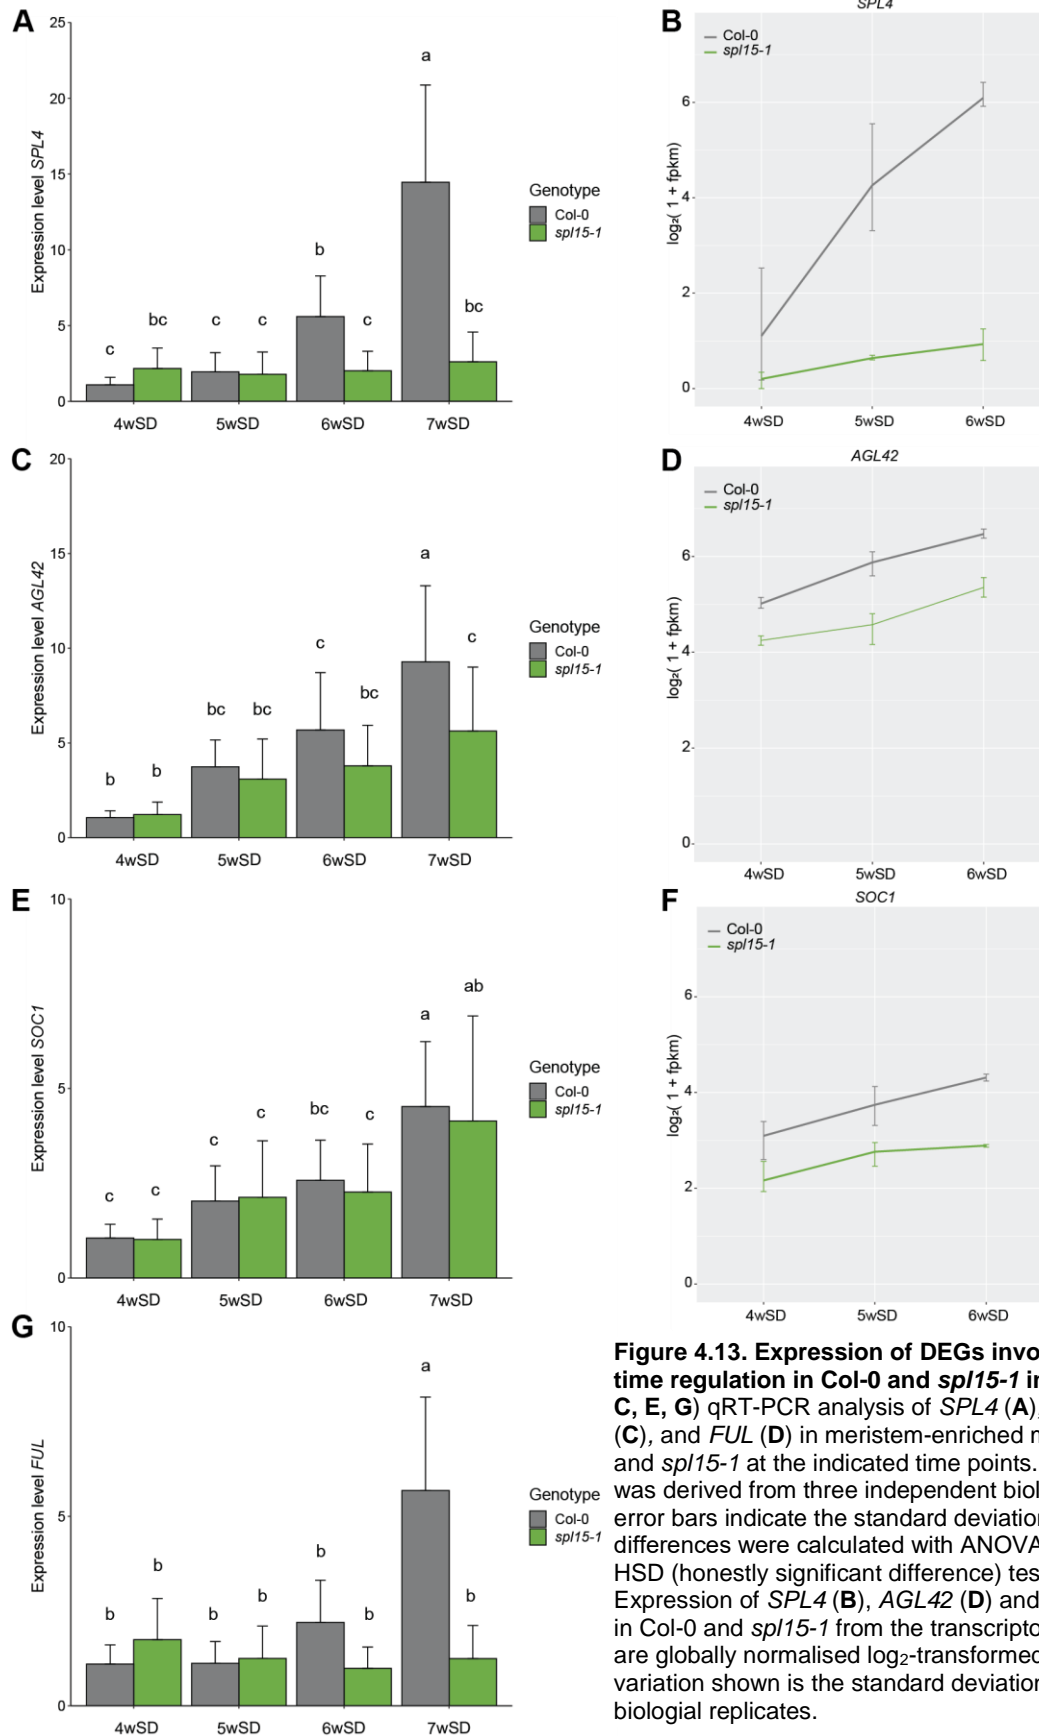 A
25
20
15
10
5
0
Expression level SPL4
c
bc
c
c
b
c
a
bc
4wSD
5wSD
6wSD
7wSD
Genotype
Col-0
spl15-1
B
SPL4
Col-0
spl15-1
6
4
2
0
log₂( 1 + fpkm)
4wSD
5wSD
6wSD
C
20
15
10
5
0
Expression level AGL42
b
b
bc
bc
c
bc
a
c
4wSD
5wSD
6wSD
7wSD
Genotype
Col-0
spl15-1
D
AGL42
Col-0
spl15-1
6
4
2
0
log₂( 1 + fpkm)
4wSD
5wSD
6wSD
E
10
5
0
Expression level SOC1
c
c
c
c
bc
c
a
ab
4wSD
5wSD
6wSD
7wSD
Genotype
Col-0
spl15-1
F
SOC1
Col-0
spl15-1
6
4
2
0
log₂( 1 + fpkm)
4wSD
5wSD
6wSD
G
10
5
0
Expression level FUL
b
b
b
b
b
b
a
b
4wSD
5wSD
6wSD
7wSD
Genotype
Col-0
spl15-1
Figure 4.13. Expression of DEGs invo
time regulation in Col-0 and spl15-1 i
C, E, G) qRT-PCR analysis of SPL4 (A),
(C), and FUL (D) in meristem-enriched
and spl15-1 at the indicated time points.
was derived from three independent biol
error bars indicate the standard deviation
differences were calculated with ANOVA
HSD (honestly significant difference) tes
Expression of SPL4 (B), AGL42 (D) and
in Col-0 and spl15-1 from the transcripto
are globally normalised log₂-transformed
variation shown is the standard deviation
biologial replicates.